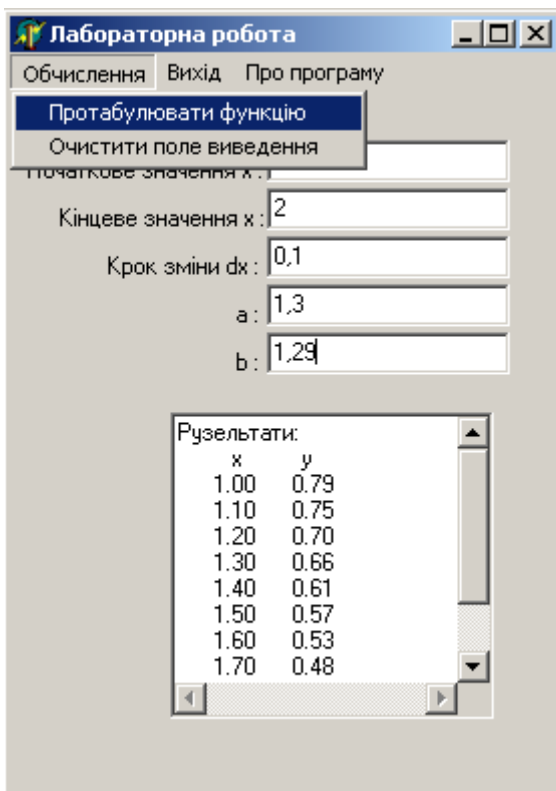 Лабораторна робота
Обчислення Вихід Про програму
Протабулювати функцію
Очистити поле виведення
Початкове значення x :
Кінцеве значення x : 2
Крок зміни dx : 0,1
a : 1,3
b : 1,29
Рузельтати:
x y
1.00 0.79
1.10 0.75
1.20 0.70
1.30 0.66
1.40 0.61
1.50 0.57
1.60 0.53
1.70 0.48